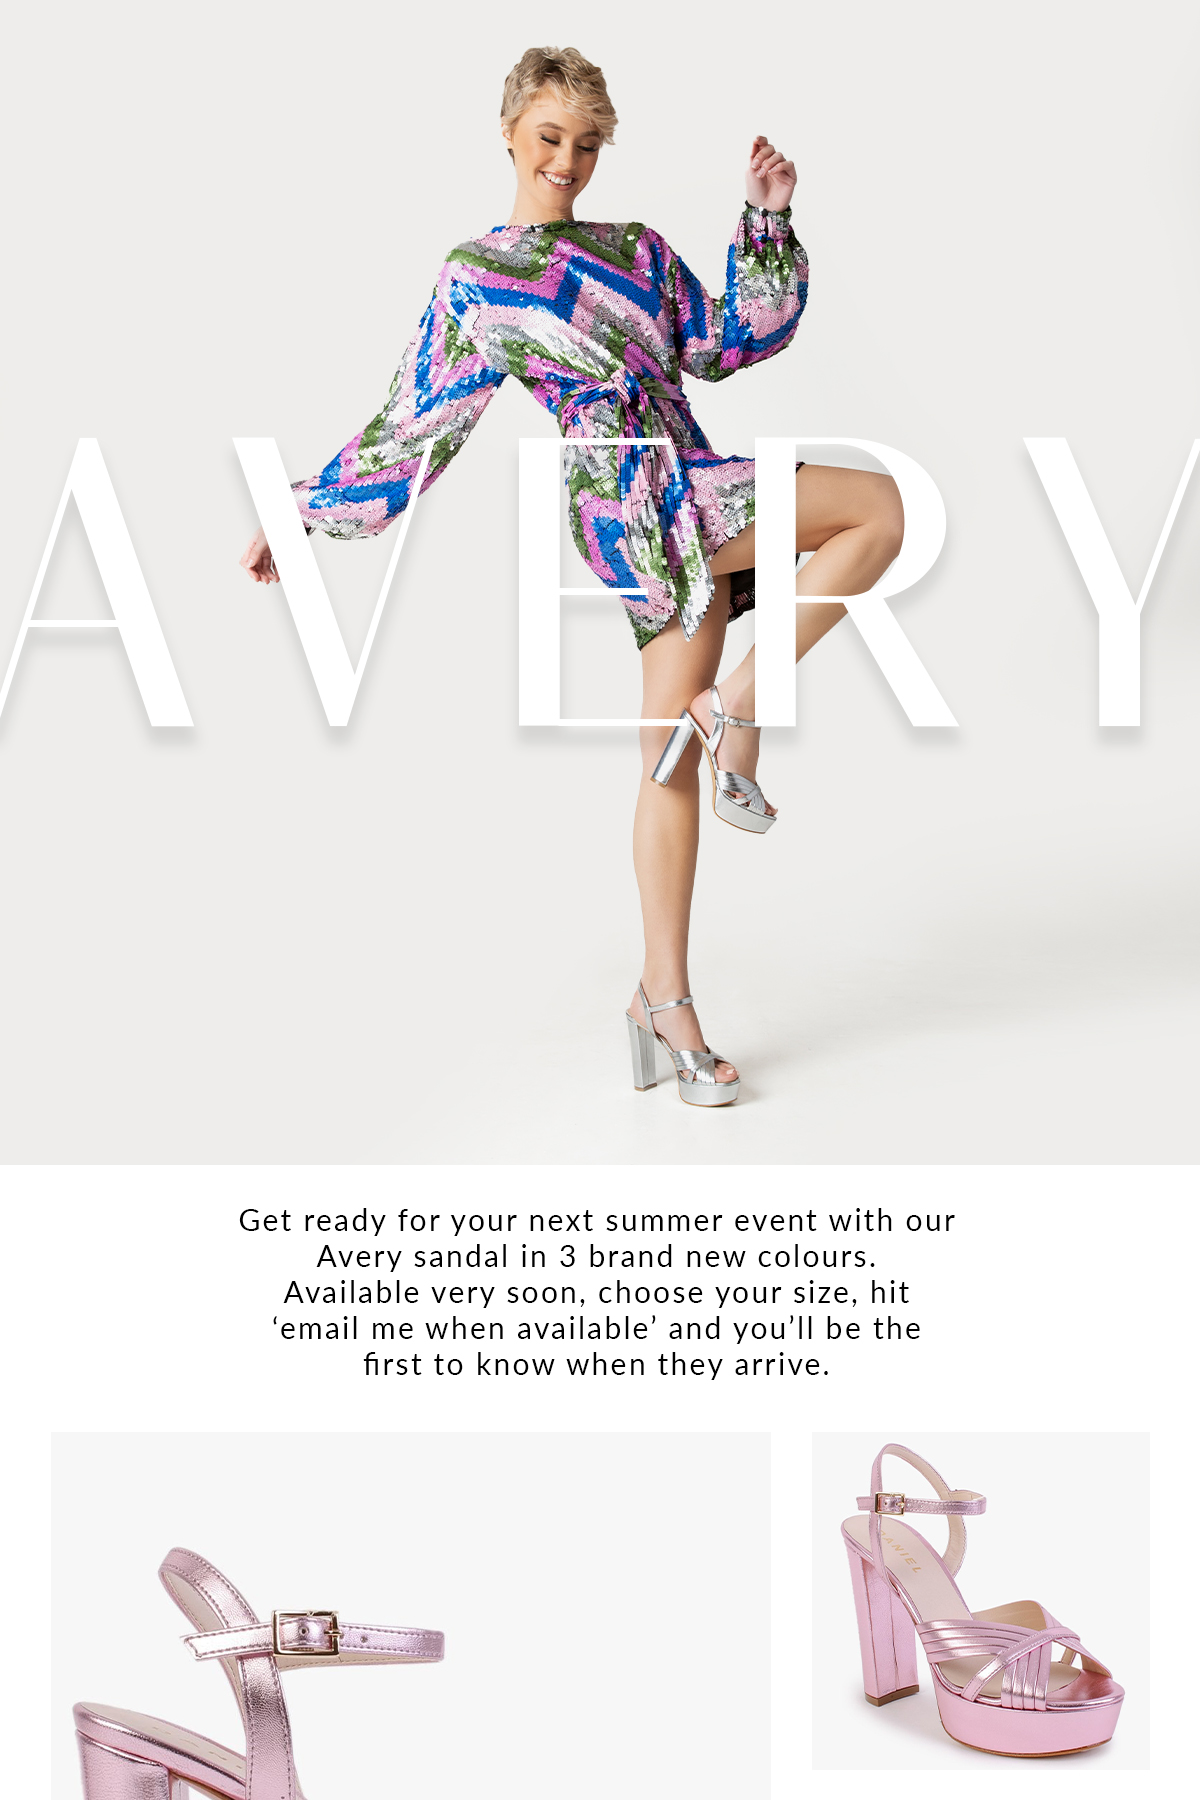 AVERY
Get ready for your next summer event with our
Avery sandal in 3 brand new colours.
Available very soon, choose your size, hit
‘email me when available’ and you’ll be the
first to know when they arrive.
DANIEL